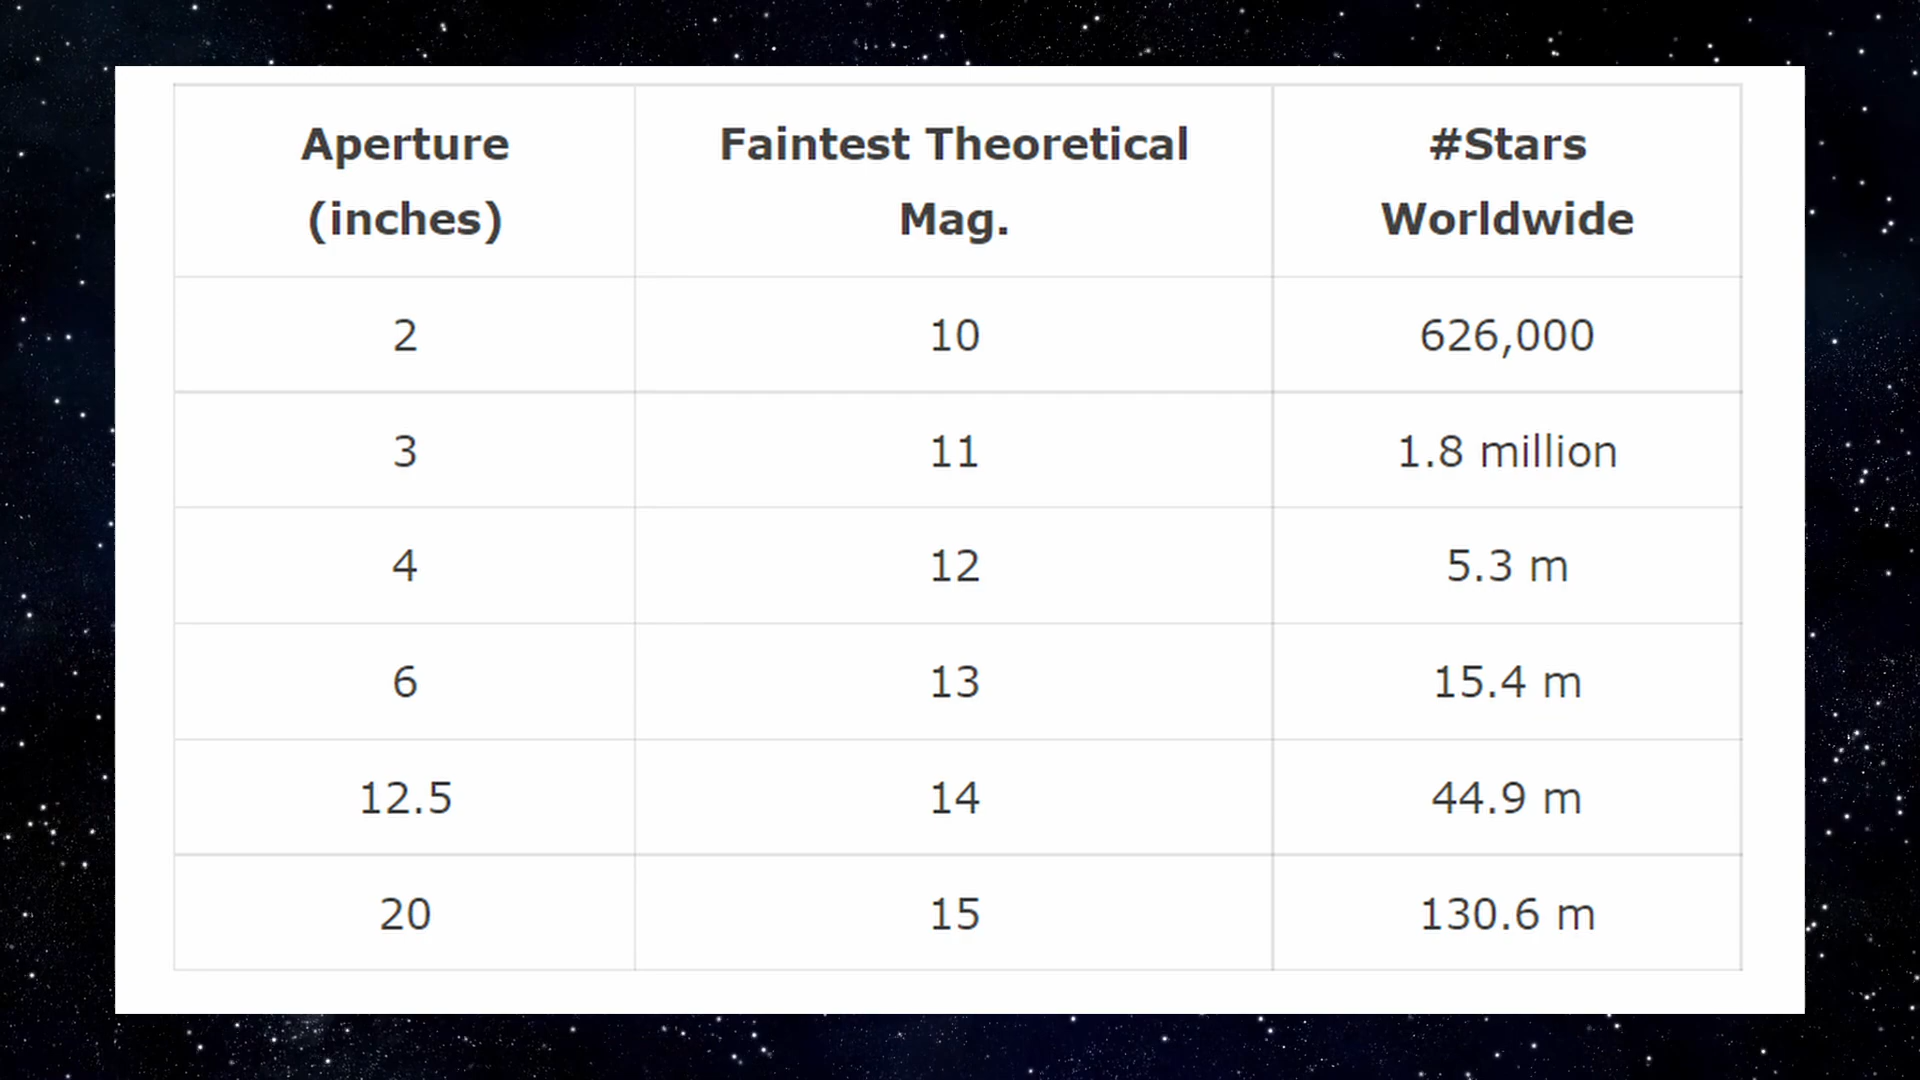 Aperture
(inches)
Faintest Theoretical
Mag.
#Stars
Worldwide
2 10 626,000
3 11 1.8 million
4 12 5.3 m
6 13 15.4 m
12.5 14 44.9 m
20 15 130.6 m